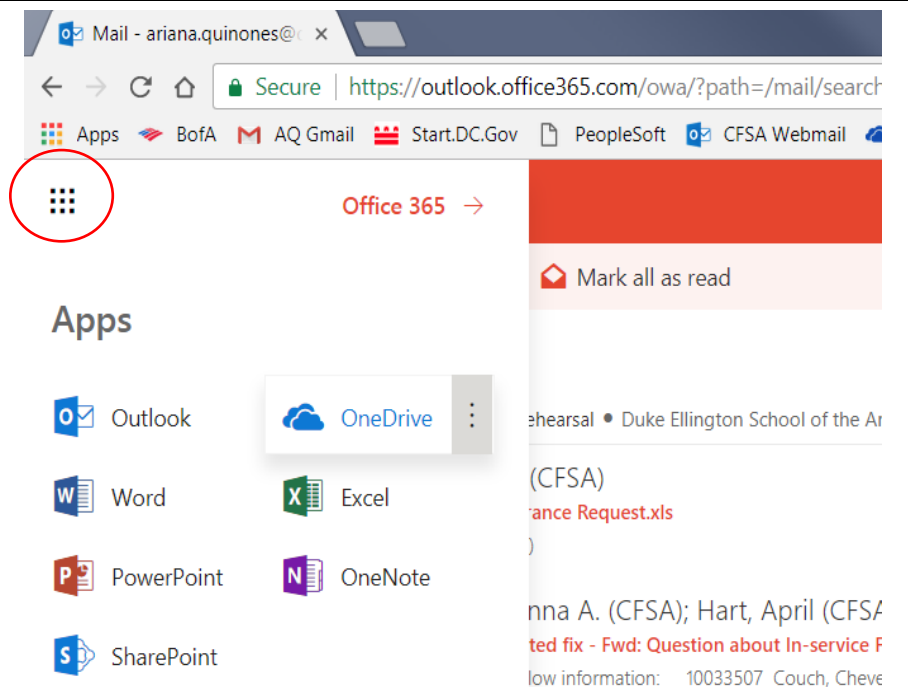 Mail - ariana.quinones@
Secure | https://outlook.office365.com/owa/?path=/mail/search
Apps BofA AQ Gmail Start.DC.Gov PeopleSoft CFSA Webmail
Office 365 →
Mark all as read
Apps
Outlook OneDrive
ehearsal • Duke Ellington School of the Ar
Word Excel
(CFSA)
rance Request.xls
)
PowerPoint OneNote
nna A. (CFSA); Hart, April (CFSA
ted fix - Fwd: Question about In-service
SharePoint
low information: 10033507 Couch, Cheve